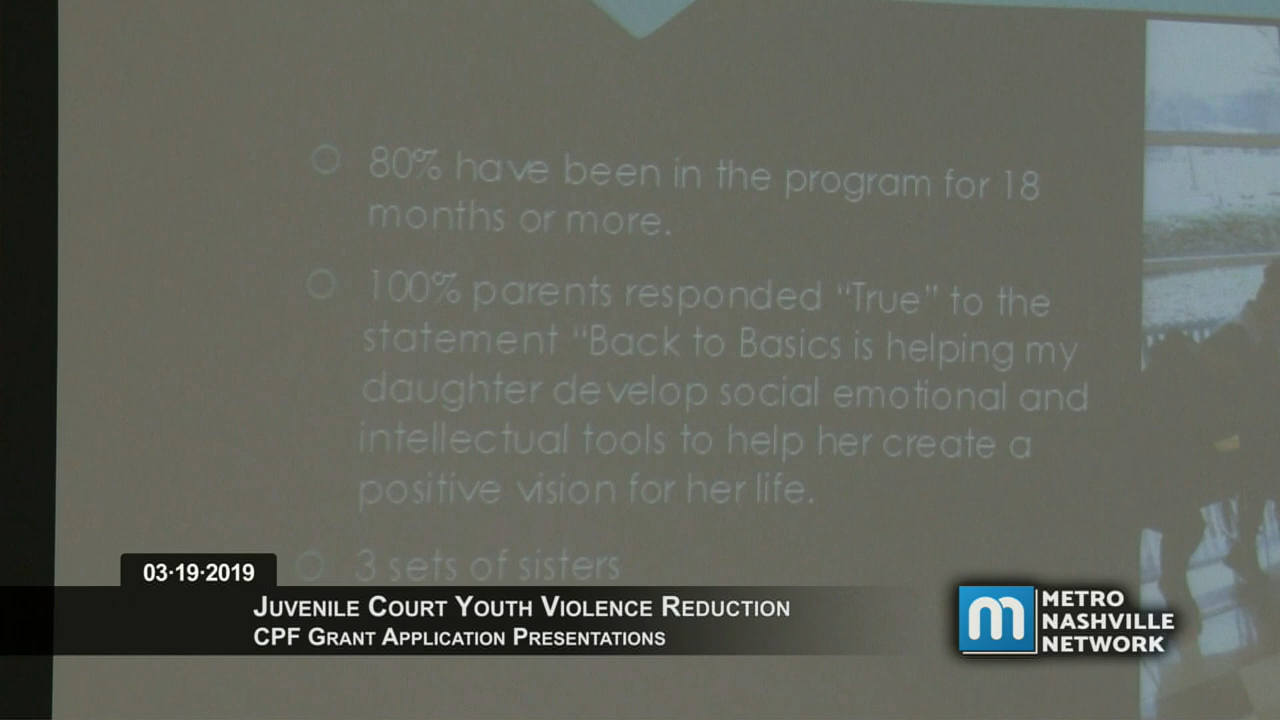 80% have been in the program for 18
months or more.
100% parents responded “True” to the
statement “Back to Basics is helping my
daughter develop social emotional and
intellectual tools to help her create a
positive vision for her life.
3 sets of sisters
03·19·2019
JUVENILE COURT YOUTH VIOLENCE REDUCTION
CPF GRANT APPLICATION PRESENTATIONS
m
METRO
NASHVILLE
NETWORK